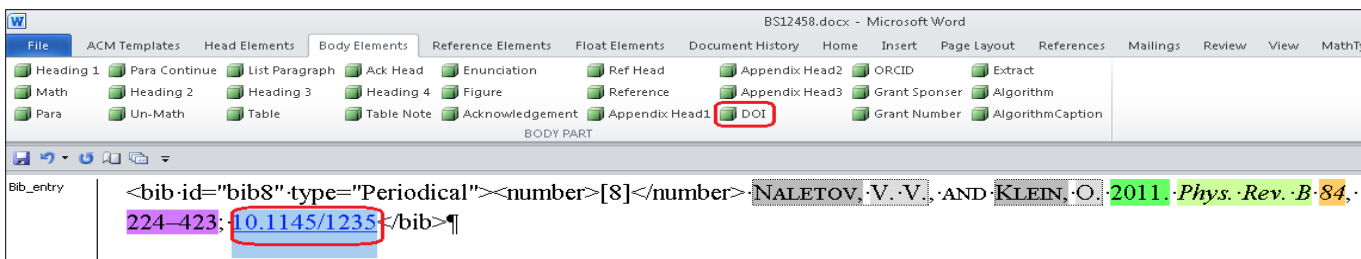 W
BS12458.docx - Microsoft Word
File ACM Templates Head Elements Body Elements Reference Elements Float Elements Document History Home Insert Page Layout References Mailings Review View MathTy
Heading 1 Para Continue List Paragraph Ack Head Enunciation Ref Head Appendix Head2 ORCID Extract
Math Heading 2 Heading 3 Heading 4 Figure Reference Appendix Head3 Grant Sponser Algorithm
Para Un-Math Table Table Note Acknowledgement Appendix Head1 DOI Grant Number AlgorithmCaption
BODY PART
Bib_entry <bib·id="bib8"·type="Periodical"><number>[8]</number>·NALETOV,·V.·V.,·AND·KLEIN,·O.·2011.·Phys.·Rev.·B·84,·
224–423;·10.1145/1235</bib>¶